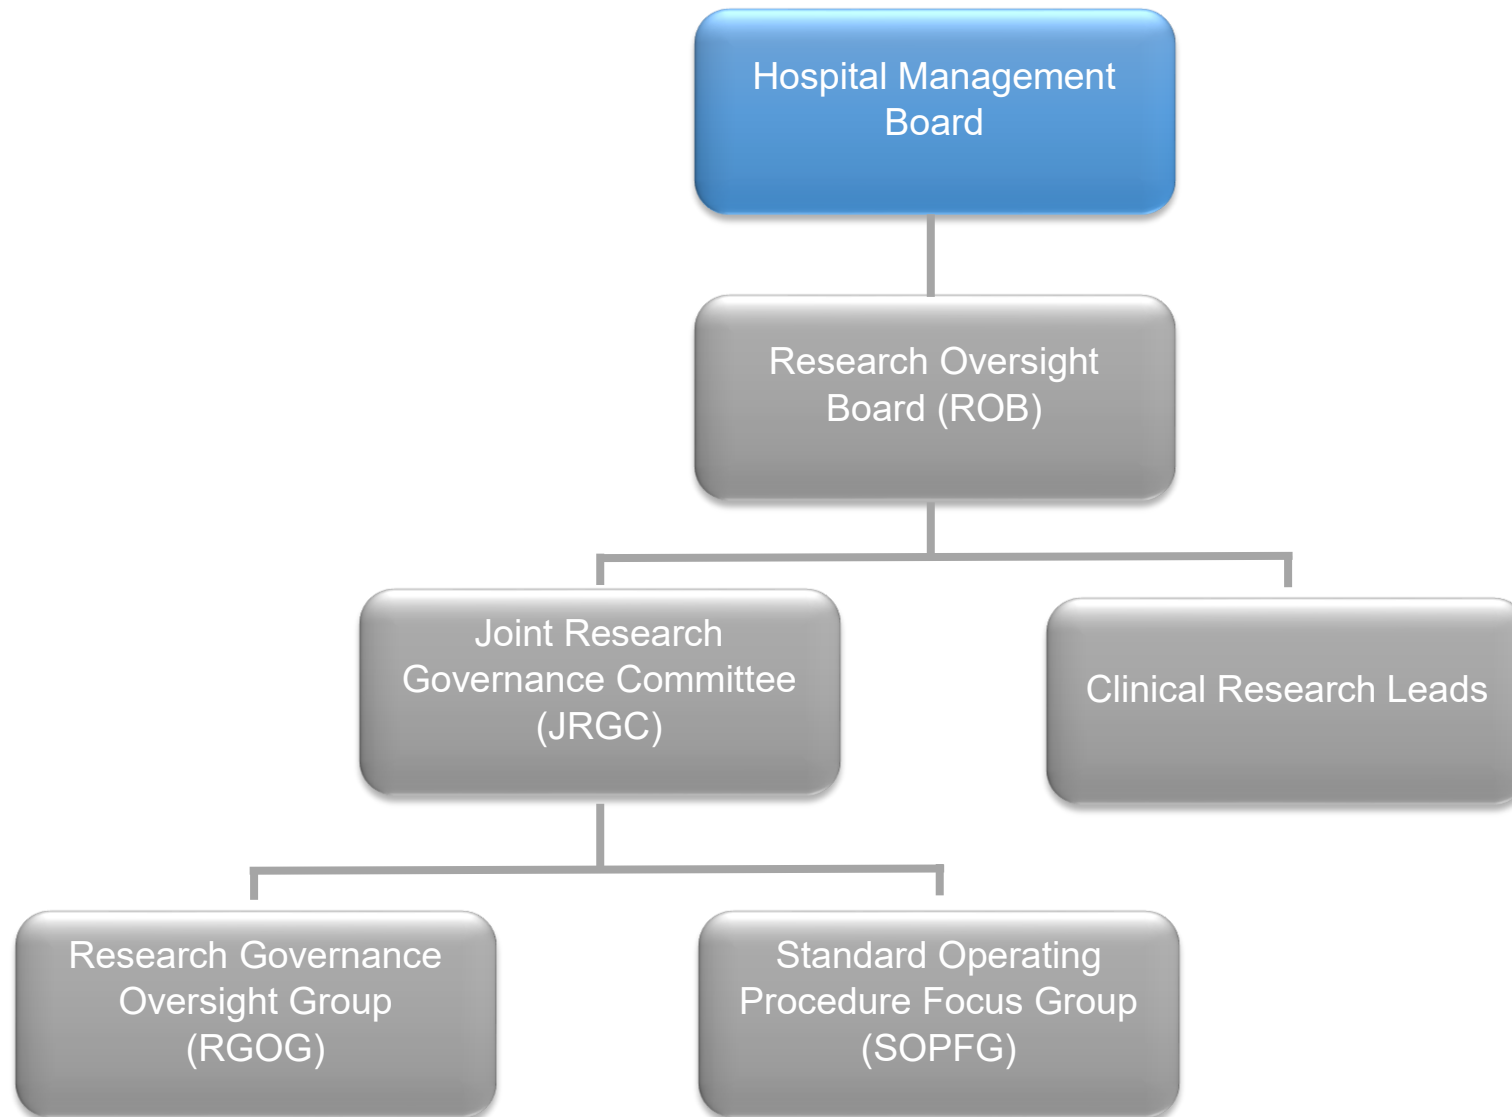 Hospital Management
Board
Research Oversight
Board (ROB)
Joint Research
Governance Committee
(JRGC)
Clinical Research Leads
Research Governance
Oversight Group
(RGOG)
Standard Operating
Procedure Focus Group
(SOPFG)